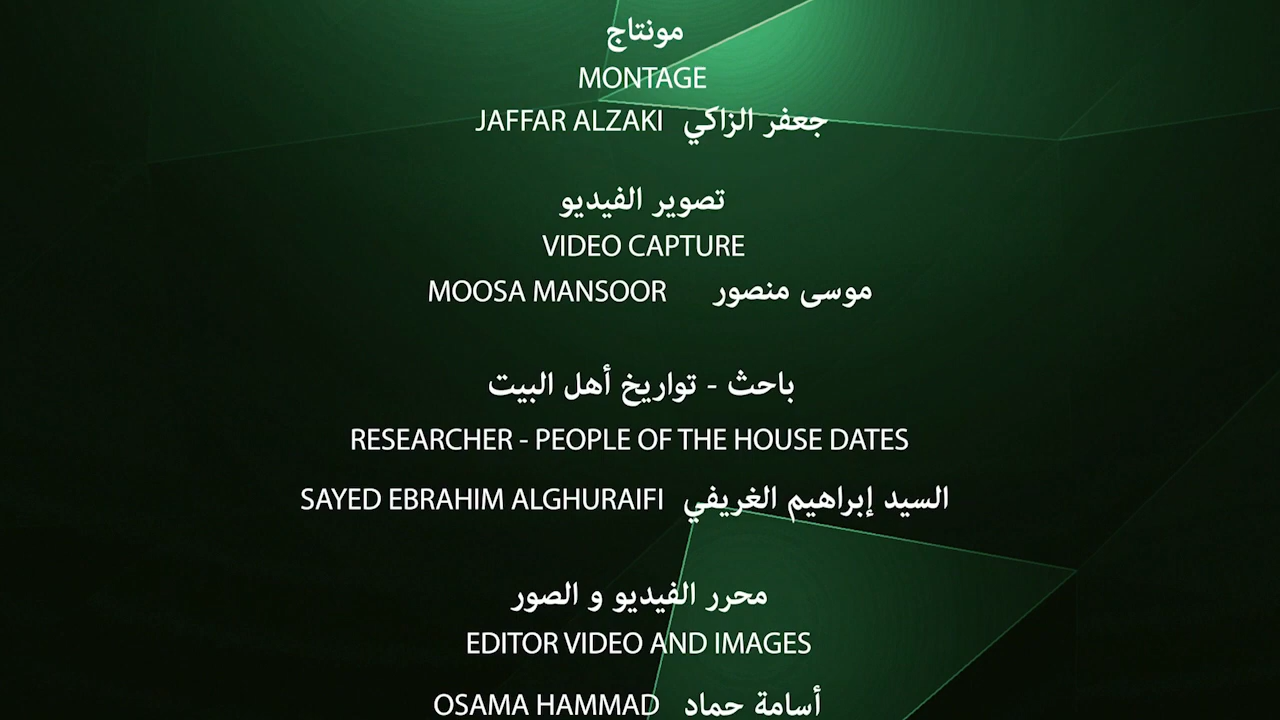 مونتاج
MONTAGE
JAFFAR ALZAKI جعفر الزاكي
تصوير الفيديو
VIDEO CAPTURE
MOOSA MANSOOR موسى منصور
باحث - تواريخ أهل البيت
RESEARCHER - PEOPLE OF THE HOUSE DATES
SAYED EBRAHIM ALGHURAIFI السيد إبراهيم الغريفي
محرر الفيديو و الصور
EDITOR VIDEO AND IMAGES
OSAMA HAMMAD أسامة حماد